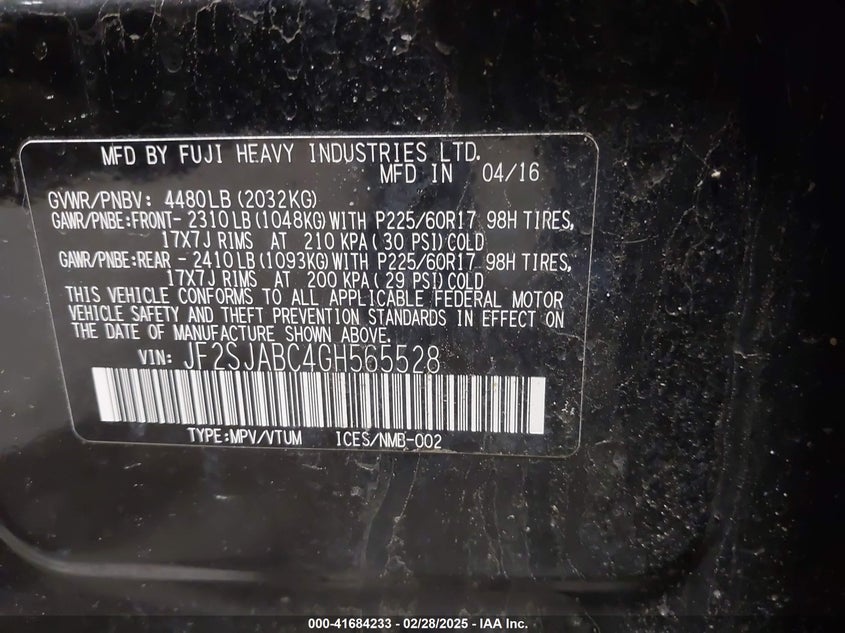 MFD BY FUJI HEAVY INDUSTRIES LTD.
MFD IN 04/16
GVWR/PNBV: 4480LB (2032KG)
GAWR/PNBE:FRONT- 2310 LB (1048KG) WITH P225/60R17 98H TIRES,
17X7J RIMS AT 210 KPA ( 30 PSI) COLD
GAWR/PNBE:REAR - 2410 LB (1093KG) WITH P225/60R17 98H TIRES,
17X7J RIMS AT 200 KPA ( 29 PSI) COLD
THIS VEHICLE CONFORMS TO ALL APPLICABLE FEDERAL MOTOR
VEHICLE SAFETY AND THEFT PREVENTION STANDARDS IN EFFECT ON
THE DATE OF MANUFACTURE SHOWN ABOVE.
VIN: JF2SJABC4GH565528
TYPE:MPV/VTUM ICES/NMB-002
000-41684233 - 02/28/2025 - IAA Inc.